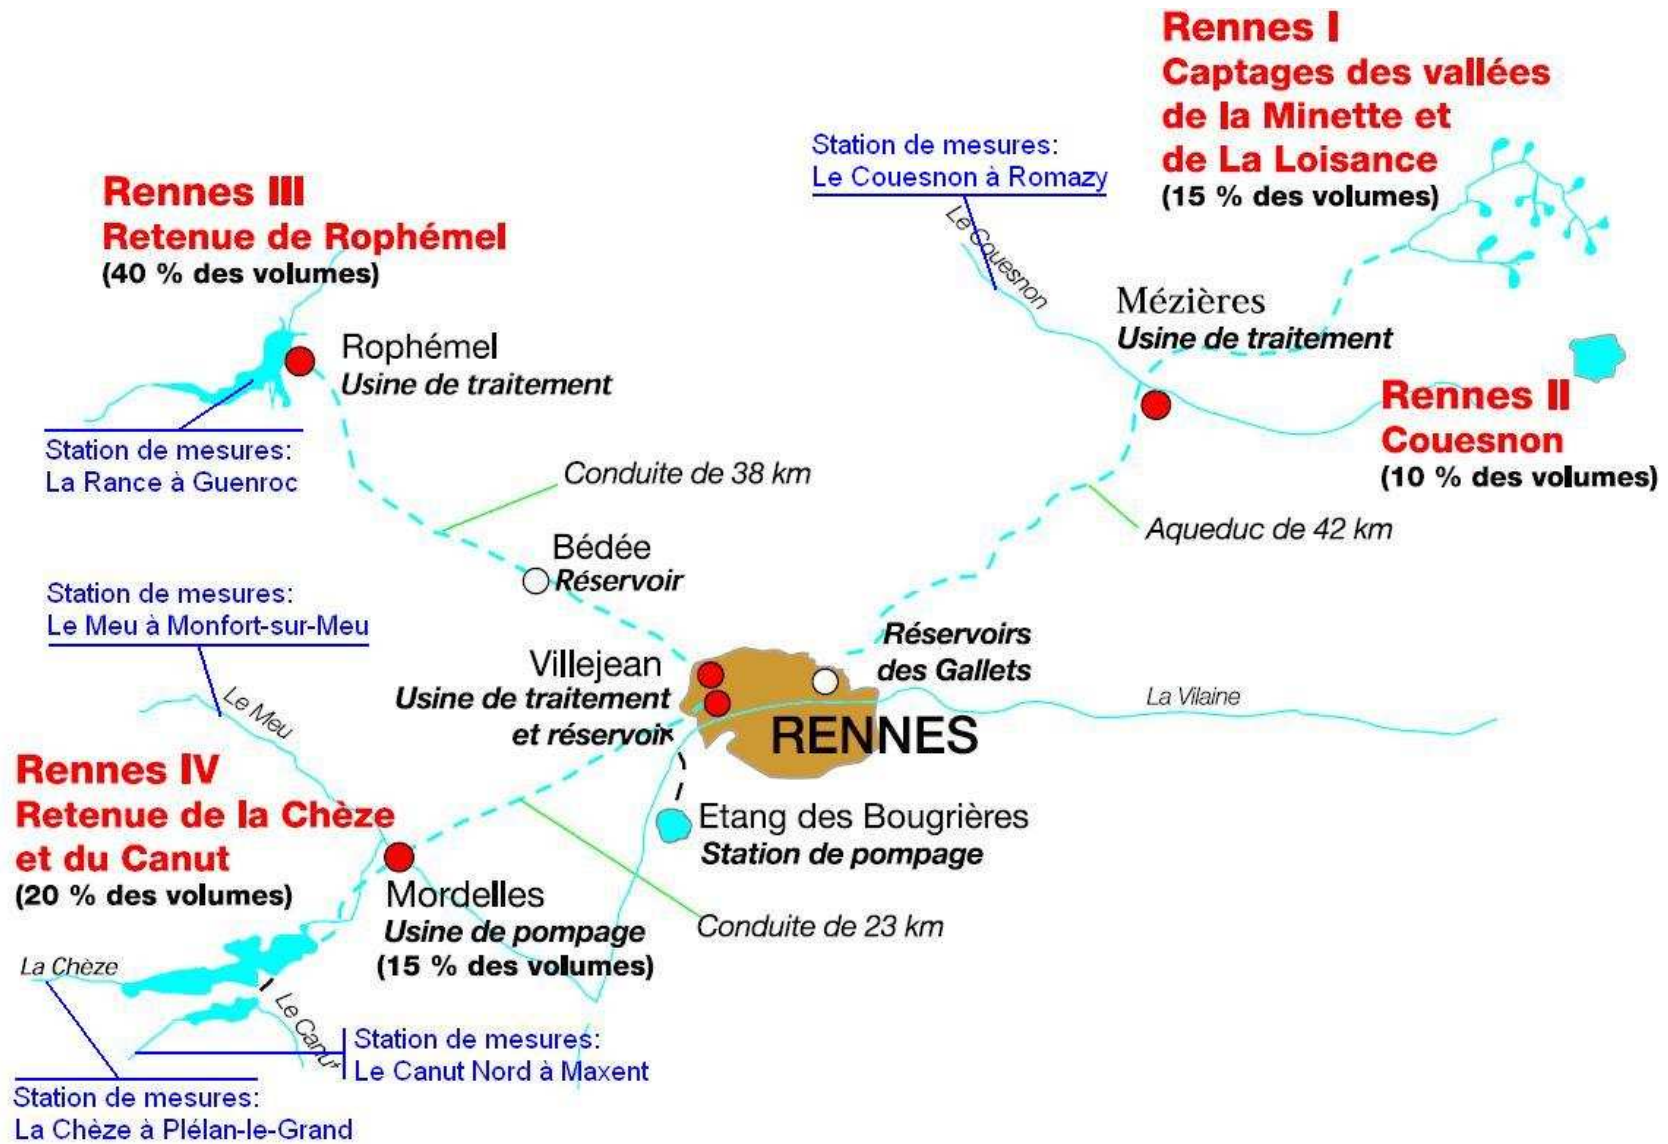 Rennes I
Captages des vallées
de la Minette et
de La Loisance
(15 % des volumes)
Station de mesures:
Le Couesnon à Romazy
Le Couesnon
Rennes III
Retenue de Rophémel
(40 % des volumes)
Rophémel
Usine de traitement
Mézières
Usine de traitement
Rennes II
Couesnon
(10 % des volumes)
Station de mesures:
La Rance à Guenroc
Conduite de 38 km
Aqueduc de 42 km
Bédée
Réservoir
Station de mesures:
Le Meu à Monfort-sur-Meu
Le Meu
Villejean
Usine de traitement
et réservoir
Réservoirs
des Gallets
RENNES
La Vilaine
Rennes IV
Retenue de la Chèze
et du Canut
(20 % des volumes)
Etang des Bougrières
Station de pompage
Mordelles
Usine de pompage
(15 % des volumes)
Conduite de 23 km
La Chèze
Le Canut
Station de mesures:
Le Canut Nord à Maxent
Station de mesures:
La Chèze à Plélan-le-Grand